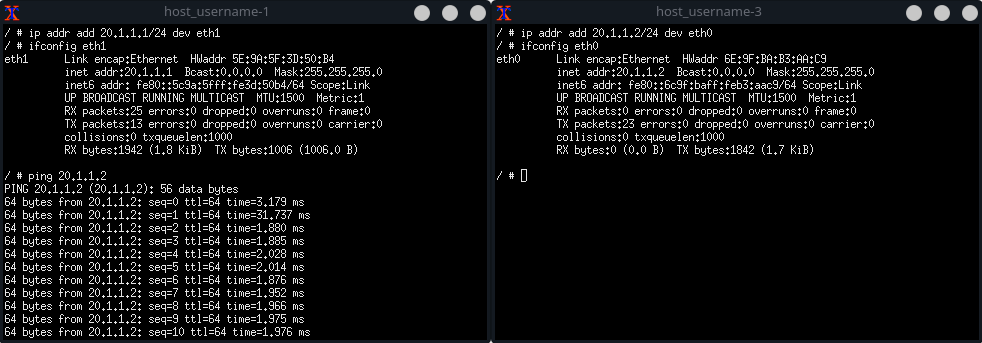 host_username-1
/ # ip addr add 20.1.1.1/24 dev eth1
/ # ifconfig eth1
eth1      Link encap:Ethernet  HWaddr 5E:9A:5F:3D:50:B4
          inet addr:20.1.1.1  Bcast:0.0.0.0  Mask:255.255.255.0
          inet6 addr: fe80::5c9a:5fff:fe3d:50b4/64 Scope:Link
          UP BROADCAST RUNNING MULTICAST  MTU:1500  Metric:1
          RX packets:25 errors:0 dropped:0 overruns:0 frame:0
          TX packets:13 errors:0 dropped:0 overruns:0 carrier:0
          collisions:0 txqueuelen:1000
          RX bytes:1942 (1.8 KiB)  TX bytes:1006 (1006.0 B)
/ # ping 20.1.1.2
PING 20.1.1.2 (20.1.1.2): 56 data bytes
64 bytes from 20.1.1.2: seq=0 ttl=64 time=3.179 ms
64 bytes from 20.1.1.2: seq=1 ttl=64 time=31.737 ms
64 bytes from 20.1.1.2: seq=2 ttl=64 time=1.880 ms
64 bytes from 20.1.1.2: seq=3 ttl=64 time=1.885 ms
64 bytes from 20.1.1.2: seq=4 ttl=64 time=2.028 ms
64 bytes from 20.1.1.2: seq=5 ttl=64 time=2.014 ms
64 bytes from 20.1.1.2: seq=6 ttl=64 time=1.876 ms
64 bytes from 20.1.1.2: seq=7 ttl=64 time=1.952 ms
64 bytes from 20.1.1.2: seq=8 ttl=64 time=1.966 ms
64 bytes from 20.1.1.2: seq=9 ttl=64 time=1.975 ms
64 bytes from 20.1.1.2: seq=10 ttl=64 time=1.976 ms
host_username-3
/ # ip addr add 20.1.1.2/24 dev eth0
/ # ifconfig eth0
eth0      Link encap:Ethernet  HWaddr 6E:9F:BA:B3:AA:C9
          inet addr:20.1.1.2  Bcast:0.0.0.0  Mask:255.255.255.0
          inet6 addr: fe80::6c9f:baff:feb3:aac9/64 Scope:Link
          UP BROADCAST RUNNING MULTICAST  MTU:1500  Metric:1
          RX packets:0 errors:0 dropped:0 overruns:0 frame:0
          TX packets:23 errors:0 dropped:0 overruns:0 carrier:0
          collisions:0 txqueuelen:1000
          RX bytes:0 (0.0 B)  TX bytes:1842 (1.7 KiB)
/ #